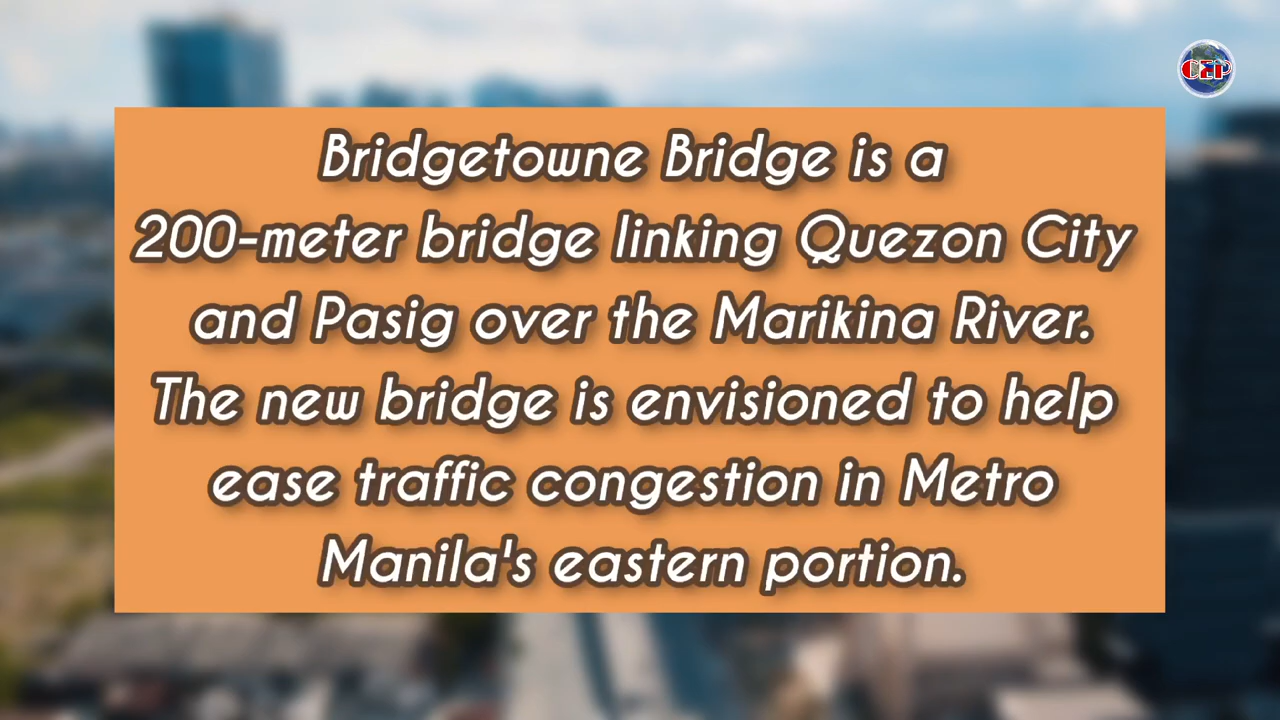 CEP
Bridgetowne Bridge is a
200-meter bridge linking Quezon City
and Pasig over the Marikina River.
The new bridge is envisioned to help
ease traffic congestion in Metro
Manila's eastern portion.